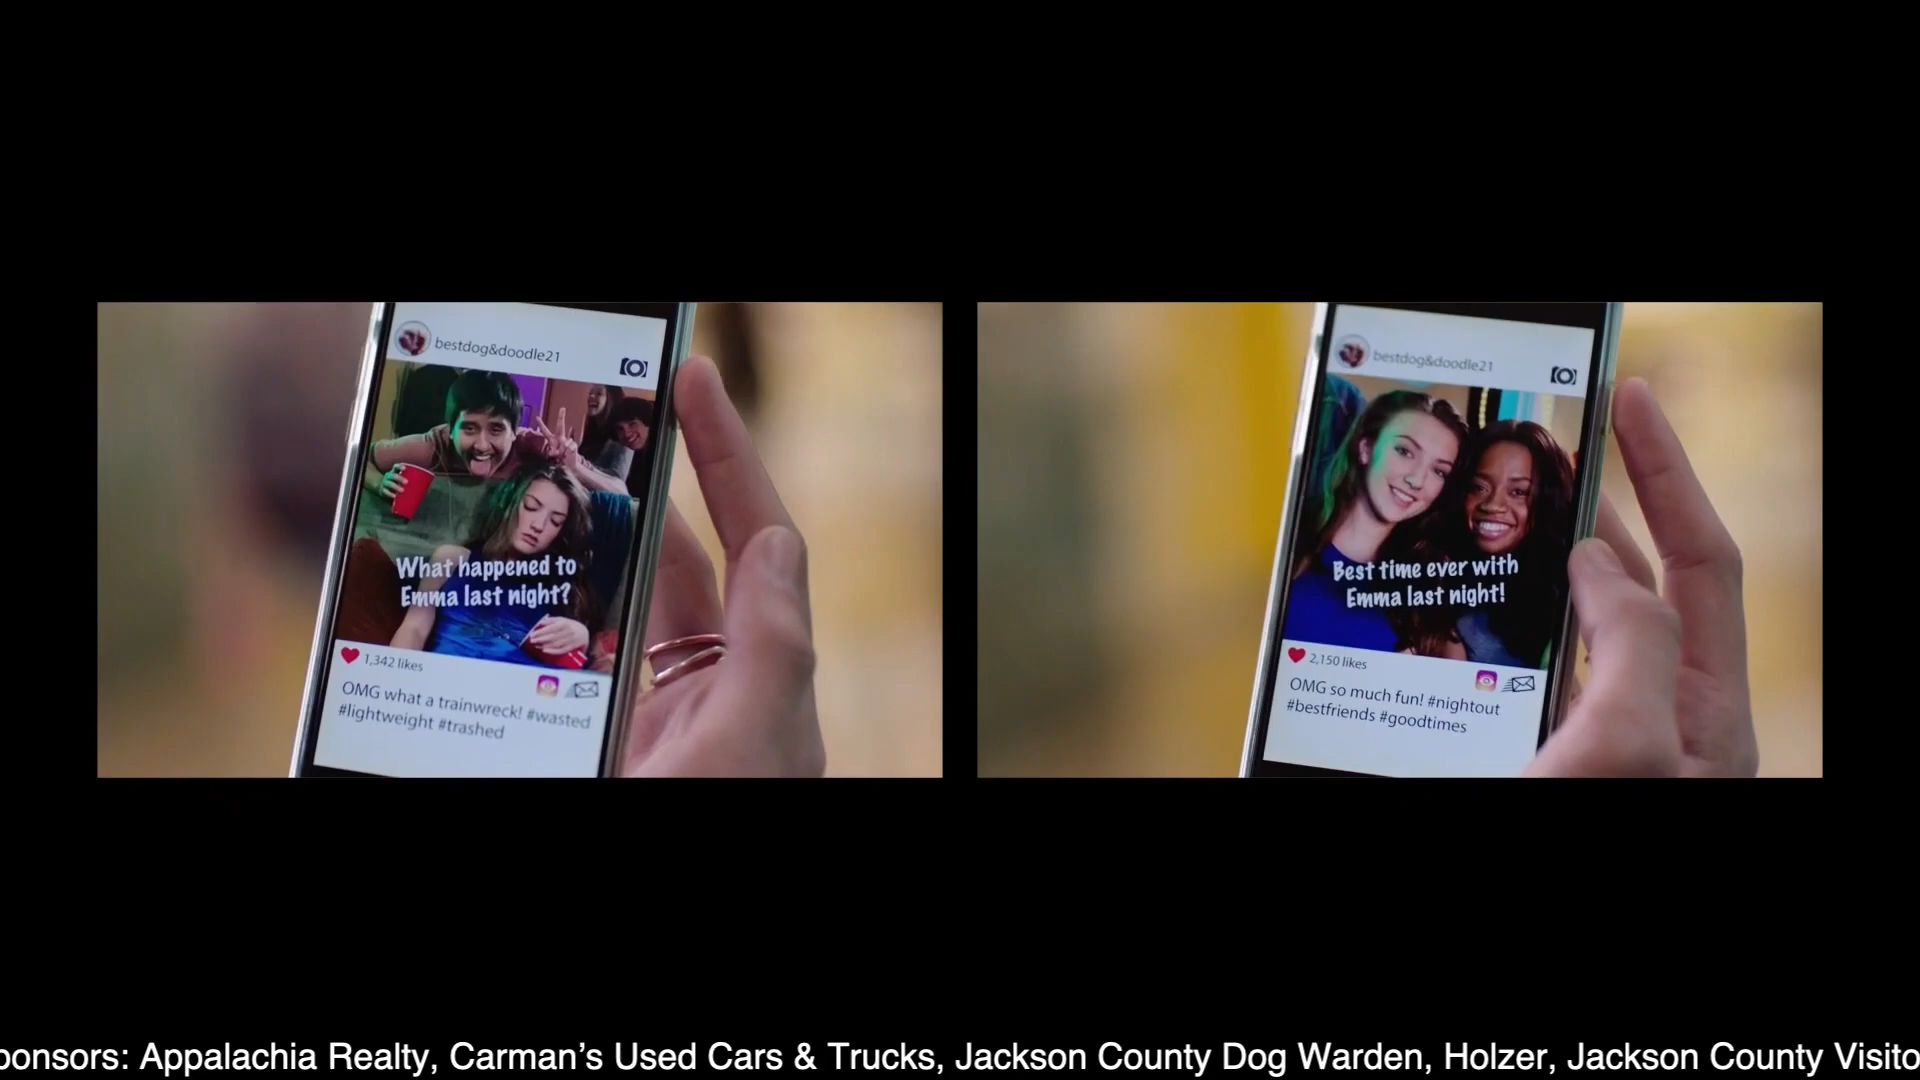 bestdog&doodle21
What happened to
Emma last night?
1,342 likes
OMG what a trainwreck! #wasted
#lightweight #trashed
bestdog&doodle21
Best time ever with
Emma last night!
2,150 likes
OMG so much fun! #nightout
#bestfriends #goodtimes
ponsors: Appalachia Realty, Carman’s Used Cars & Trucks, Jackson County Dog Warden, Holzer, Jackson County Visito